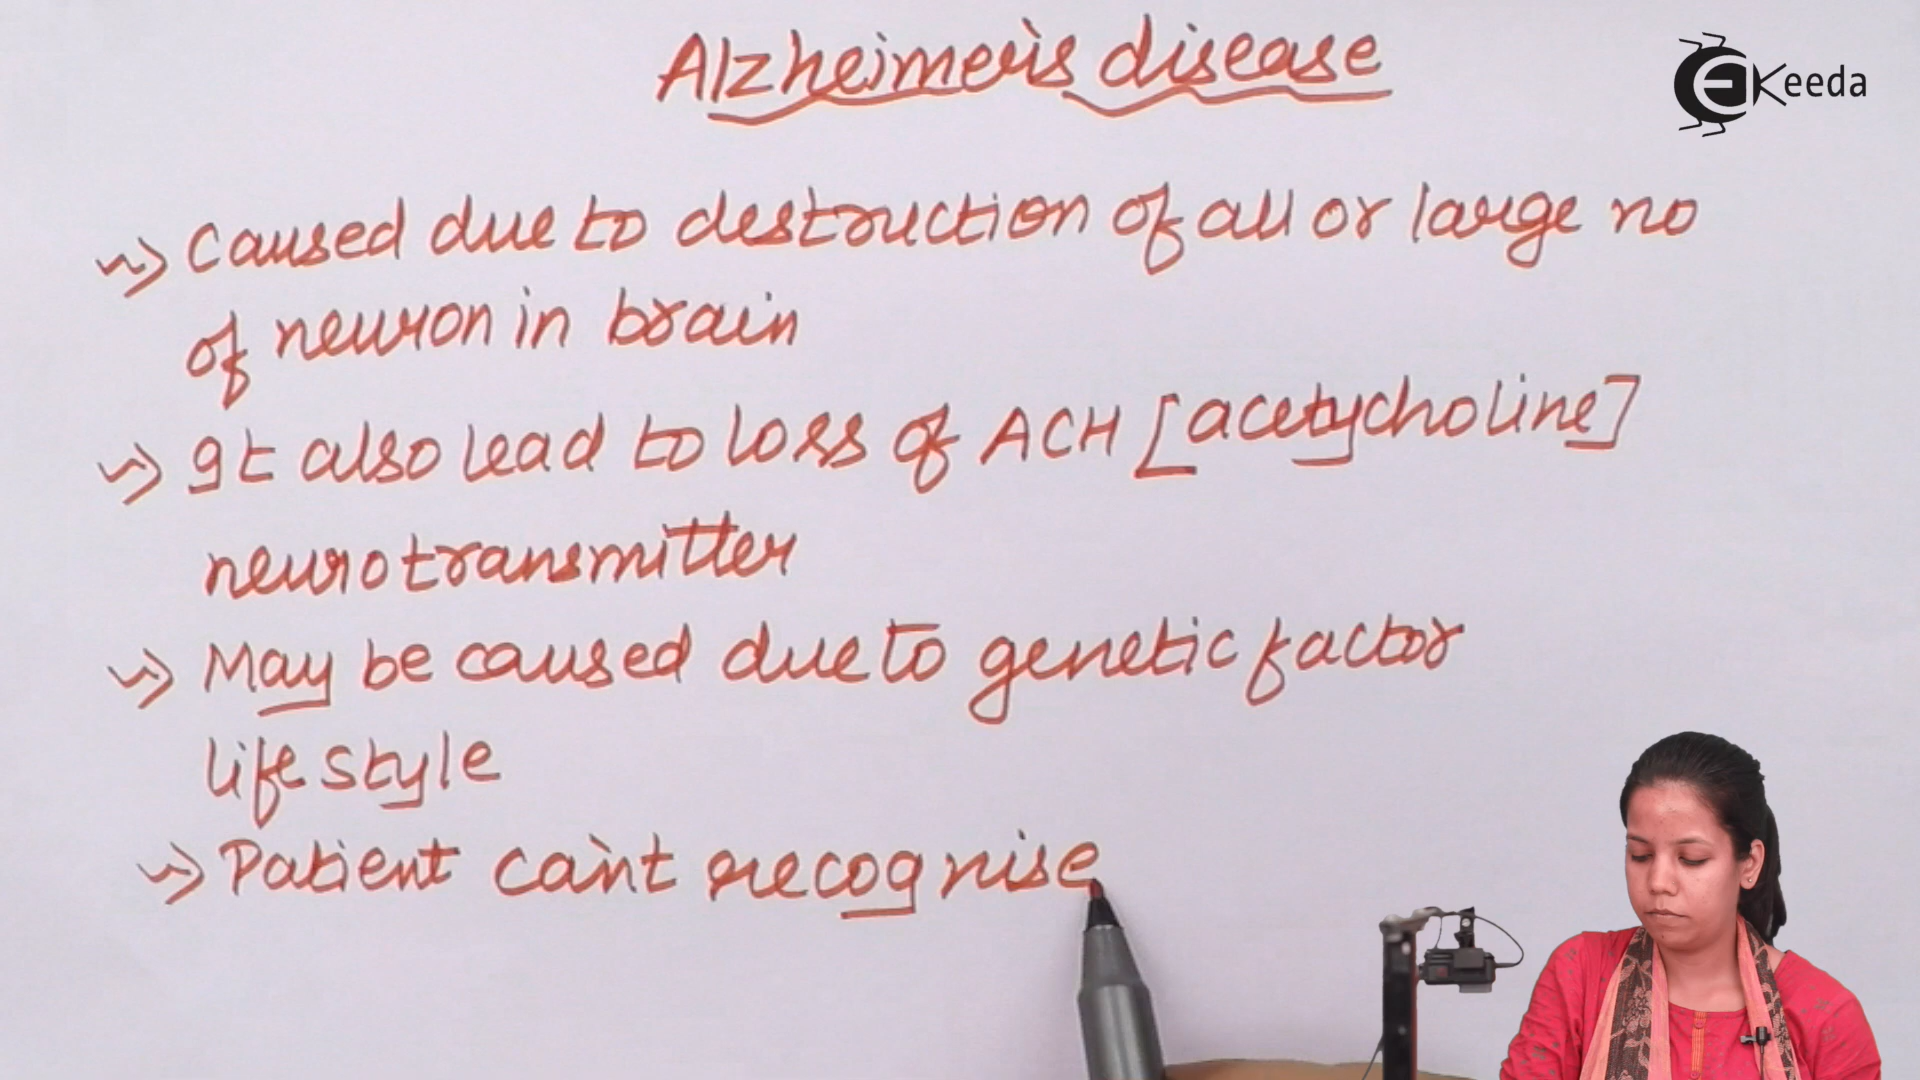 Alzheimer's disease
EKeeda
~> Caused due to destruction of all or large no
of neuron in brain
~> It also lead to loss of ACH [acetycholine]
neurotransmitter
~> May be caused due to genetic factor
life style
~> Patient can't recognise